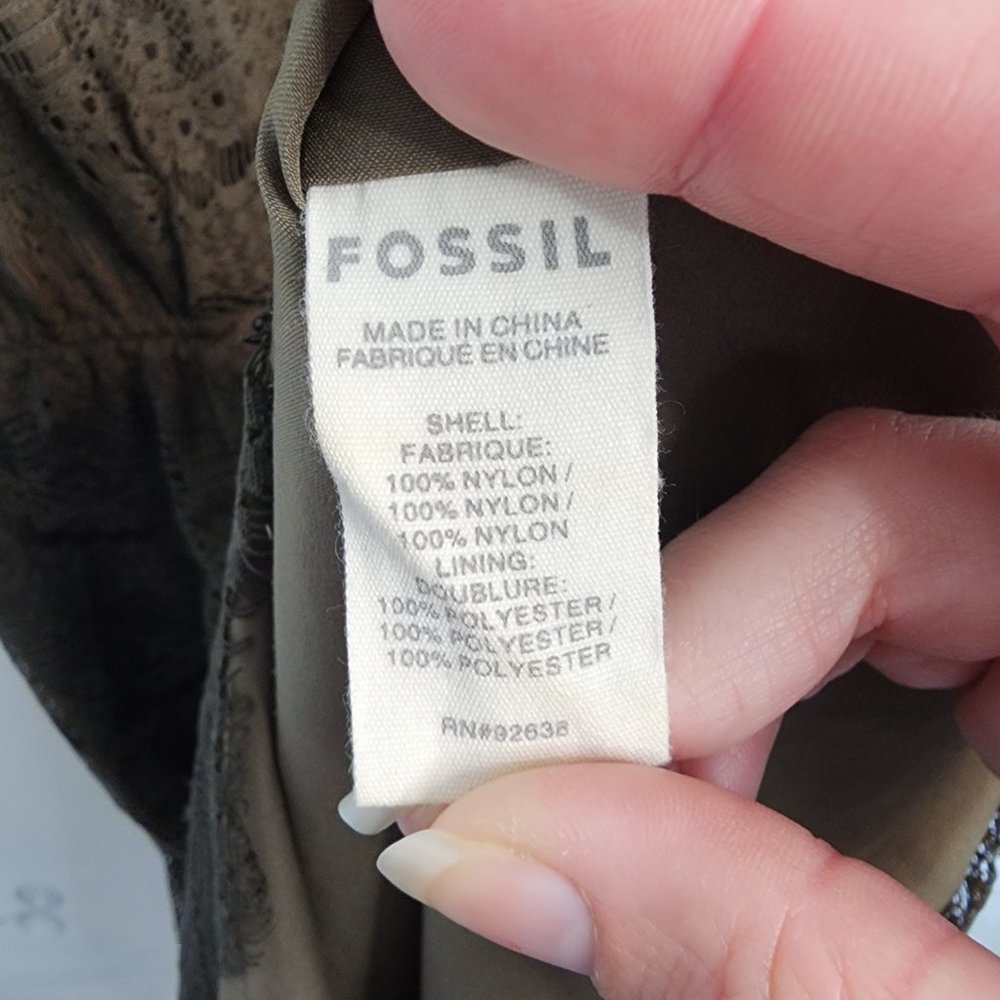 FOSSIL
MADE IN CHINA
FABRIQUE EN CHINE
SHELL:
FABRIQUE:
100% NYLON /
100% NYLON /
100% NYLON
LINING:
DOUBLURE:
100% POLYESTER /
100% POLYESTER /
100% POLYESTER
RN#92638